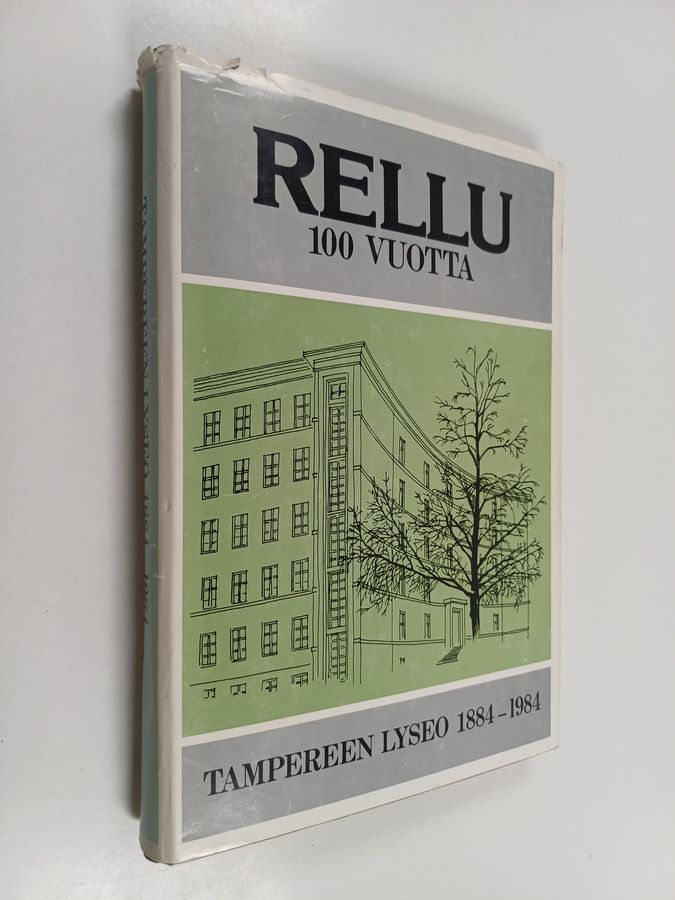 RELLU
100 VUOTTA
TAMPEREEN LYSEO 1884-1984
TAMPEREEN LYSEO 1884 - 1984